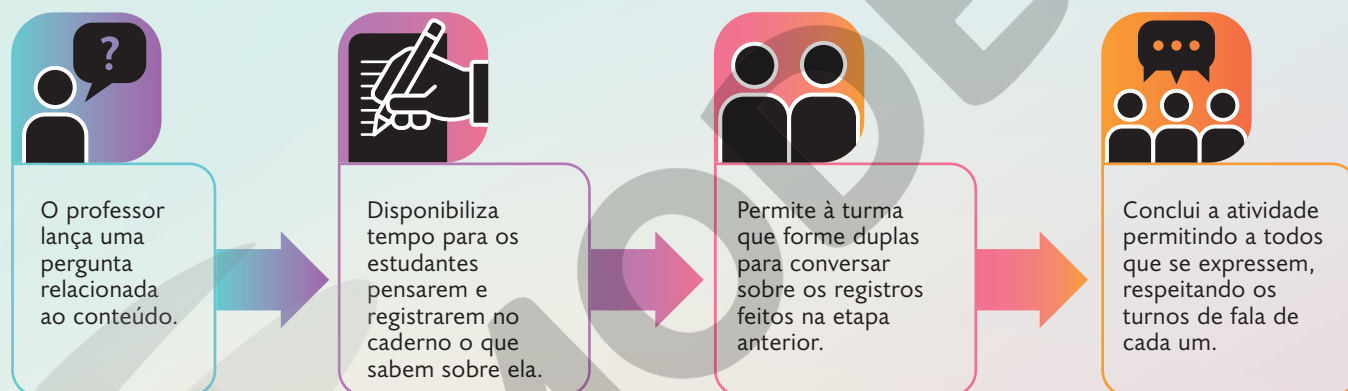 ?
O professor
lança uma
pergunta
relacionada
ao conteúdo.
Disponibiliza
tempo para os
estudantes
pensarem e
registrarem no
caderno o que
sabem sobre ela.
Permite à turma
que forme duplas
para conversar
sobre os registros
feitos na etapa
anterior.
Conclui a atividade
permitindo a todos
que se expressem,
respeitando os
turnos de fala de
cada um.
MODE